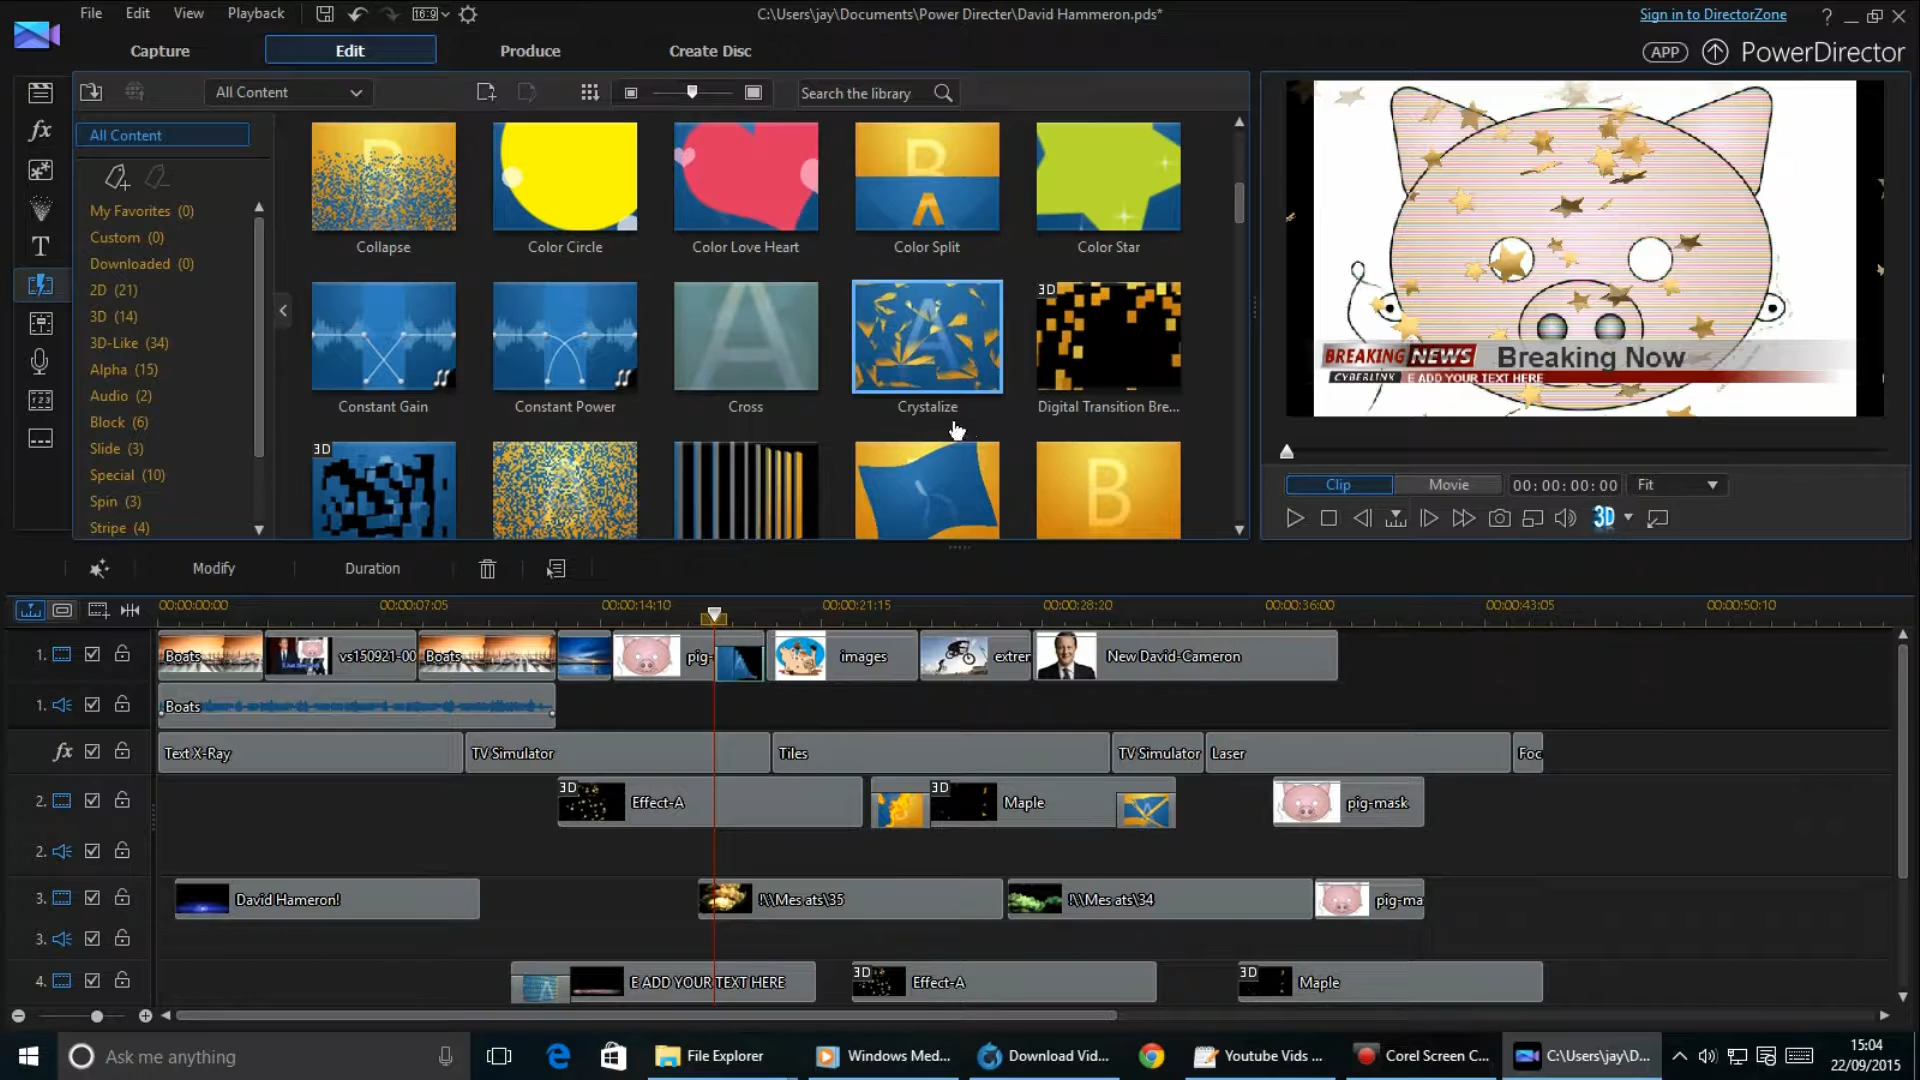 File Edit View Playback 16:9 C:\Users\jay\Documents\Power Directer\David Hammeron.pds* Sign in to DirectorZone ?
Capture Edit Produce Create Disc APP PowerDirector
All Content Search the library
All Content
My Favorites (0)
Custom (0)
Downloaded (0)
2D (21)
3D (14)
3D-Like (34)
Alpha (15)
Audio (2)
Block (6)
Slide (3)
Special (10)
Spin (3)
Stripe (4)
fx
T
Collapse Color Circle Color Love Heart Color Split Color Star
3D
Constant Gain Constant Power Cross Crystalize Digital Transition Bre...
3D
BREAKING NEWS Breaking Now
CYBERLINK E ADD YOUR TEXT HERE
Clip Movie 00:00:00:00 Fit
3D
Modify Duration
00:00:00:00 00:00:07:05 00:00:14:10 00:00:21:15 00:00:28:20 00:00:36:00 00:00:43:05 00:00:50:10
1. Boats vs150921-00 Boats pig- images extrer New David-Cameron
1. Boats
fx Text X-Ray TV Simulator Tiles TV Simulator Laser Foc
2. 3D Effect-A 3D Maple pig-mask
2.
3. David Hameron! !\\Mes ats\35 !\\Mes ats\34 pig-ma
3.
4. E ADD YOUR TEXT HERE 3D Effect-A 3D Maple
Ask me anything File Explorer Windows Med... Download Vid... Youtube Vids ... Corel Screen C... C:\Users\jay\D... 15:04
22/09/2015